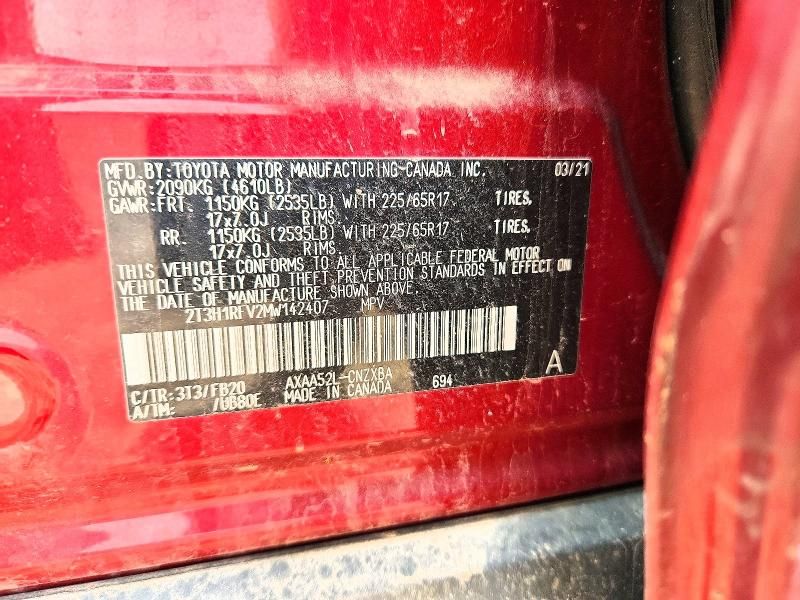 MFD.BY:TOYOTA MOTOR MANUFACTURING CANADA INC. 03/21
GVWR:2090KG (4610LB)
GAWR:FRT. 1150KG (2535LB) WITH 225/65R17 TIRES,
17x7.0J RIMS,
RR. 1150KG (2535LB) WITH 225/65R17 TIRES,
17x7.0J RIMS,
THIS VEHICLE CONFORMS TO ALL APPLICABLE FEDERAL MOTOR
VEHICLE SAFETY AND THEFT PREVENTION STANDARDS IN EFFECT ON
THE DATE OF MANUFACTURE SHOWN ABOVE.
2T3H1RFV2MW142407 MPV
A
C/TR:3T3/FB20 AXAA52L-CNZXBA 694
A/TM: /UB80E MADE IN CANADA